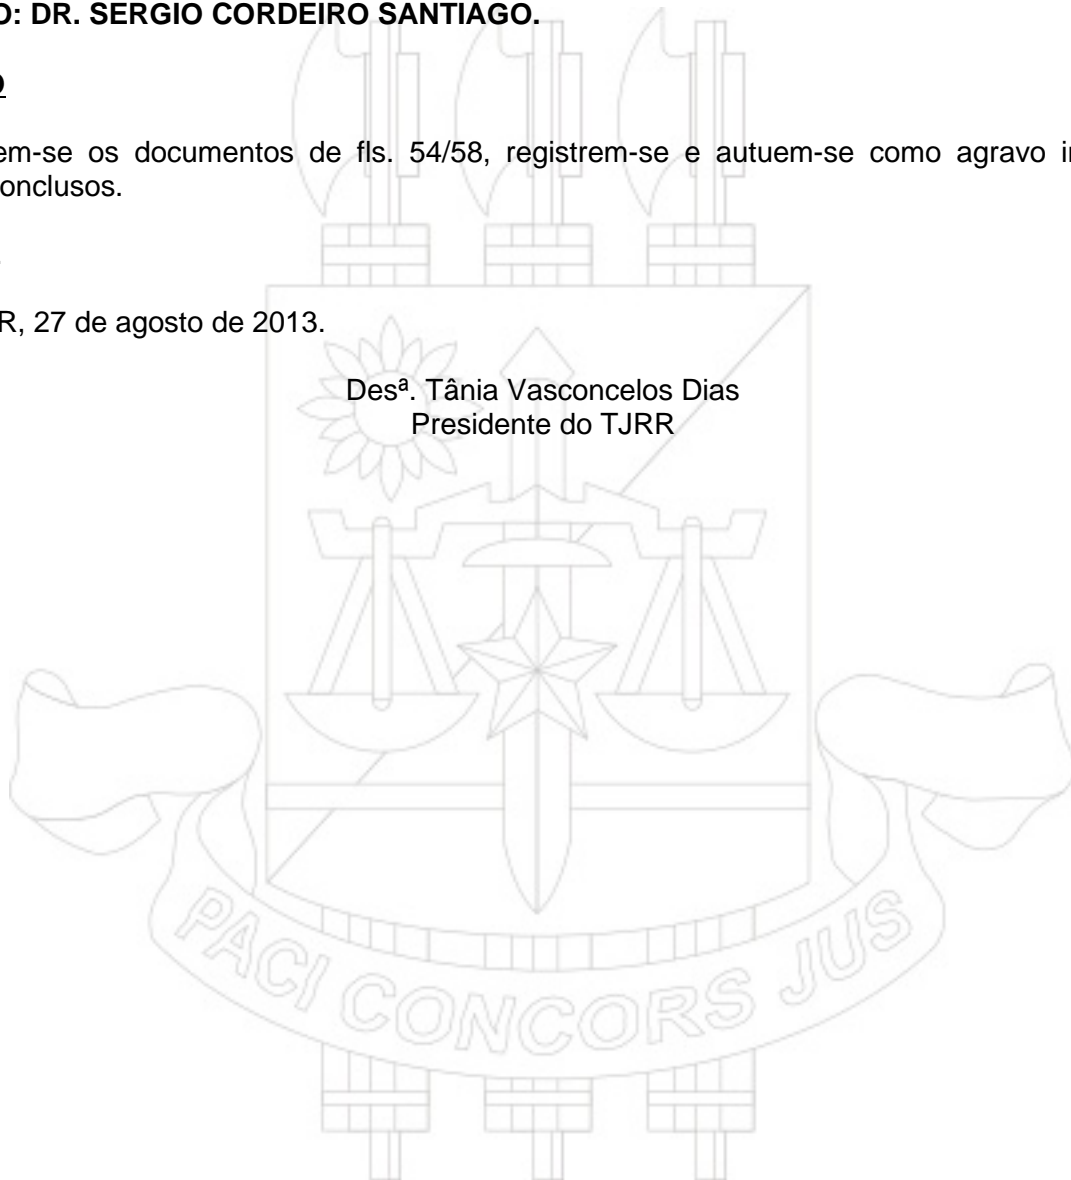 O: DR. SERGIO CORDEIRO SANTIAGO.
O
em-se os documentos de fls. 54/58, registrem-se e autuem-se como agravo in
onclusos.
R, 27 de agosto de 2013.
Desª. Tânia Vasconcelos Dias
Presidente do TJRR
PACI CONCORS JUS